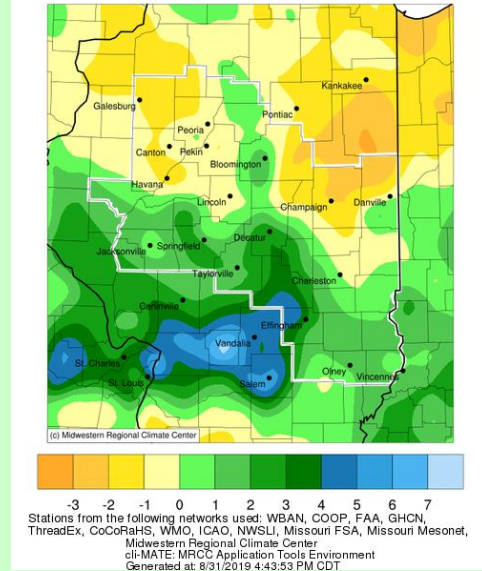 Kankakee
Galesburg
Pontiac
Peoria
Canton Pekin
Bloomington
Havana
Lincoln
Champaign Danville
Decatur
Jacksonville Springfield
Taylorville
Charleston
Carlinville
Effingham
Vandalia
St. Charles
Olney Vincennes
St. Louis
Salem
(c) Midwestern Regional Climate Center
-3 -2 -1 0 1 2 3 4 5 6 7
Stations from the following networks used: WBAN, COOP, FAA, GHCN,
ThreadEx, CoCoRaHS, WMO, ICAO, NWSLI, Missouri FSA, Missouri Mesonet,
Midwestern Regional Climate Center
cli-MATE: MRCC Application Tools Environment
Generated at: 8/31/2019 4:43:53 PM CDT